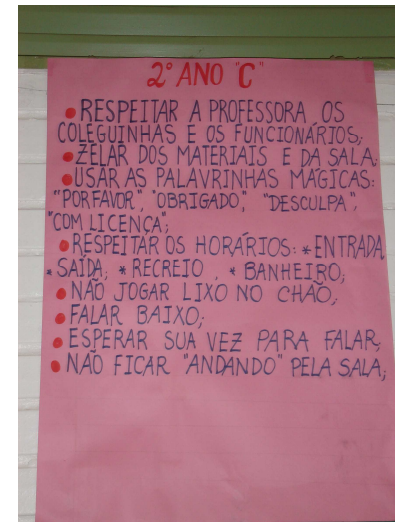 2º ANO "C"
• RESPEITAR A PROFESSORA OS
COLEGUINHAS E OS FUNCIONÁRIOS;
• ZELAR DOS MATERIAIS E DA SALA;
• USAR AS PALAVRINHAS MÁGICAS:
"POR FAVOR", "OBRIGADO", "DESCULPA",
"COM LICENÇA";
• RESPEITAR OS HORÁRIOS: *ENTRADA
* SAÍDA; * RECREIO, * BANHEIRO;
• NÃO JOGAR LIXO NO CHÃO;
• FALAR BAIXO;
• ESPERAR SUA VEZ PARA FALAR;
• NÃO FICAR "ANDANDO" PELA SALA;